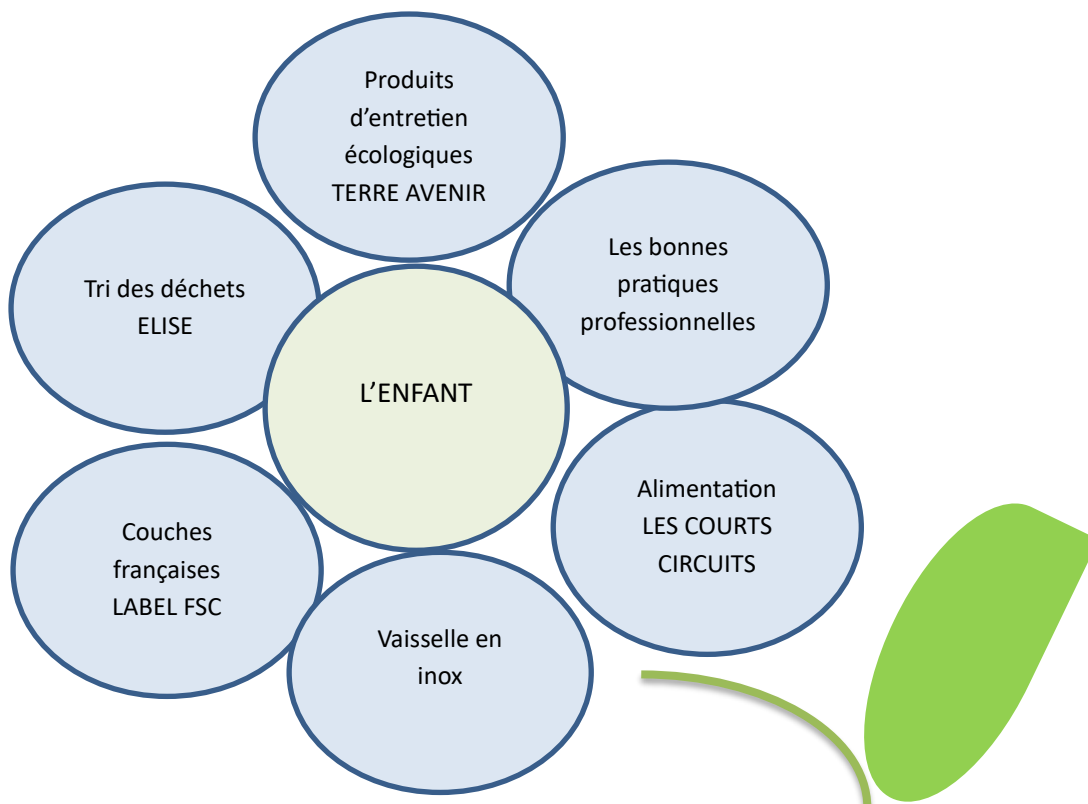 Produits
d'entretien
écologiques
TERRE AVENIR
Les bonnes
pratiques
professionnelles
Tri des déchets
ELISE
L'ENFANT
Alimentation
LES COURTS
CIRCUITS
Couches
françaises
LABEL FSC
Vaisselle en
inox